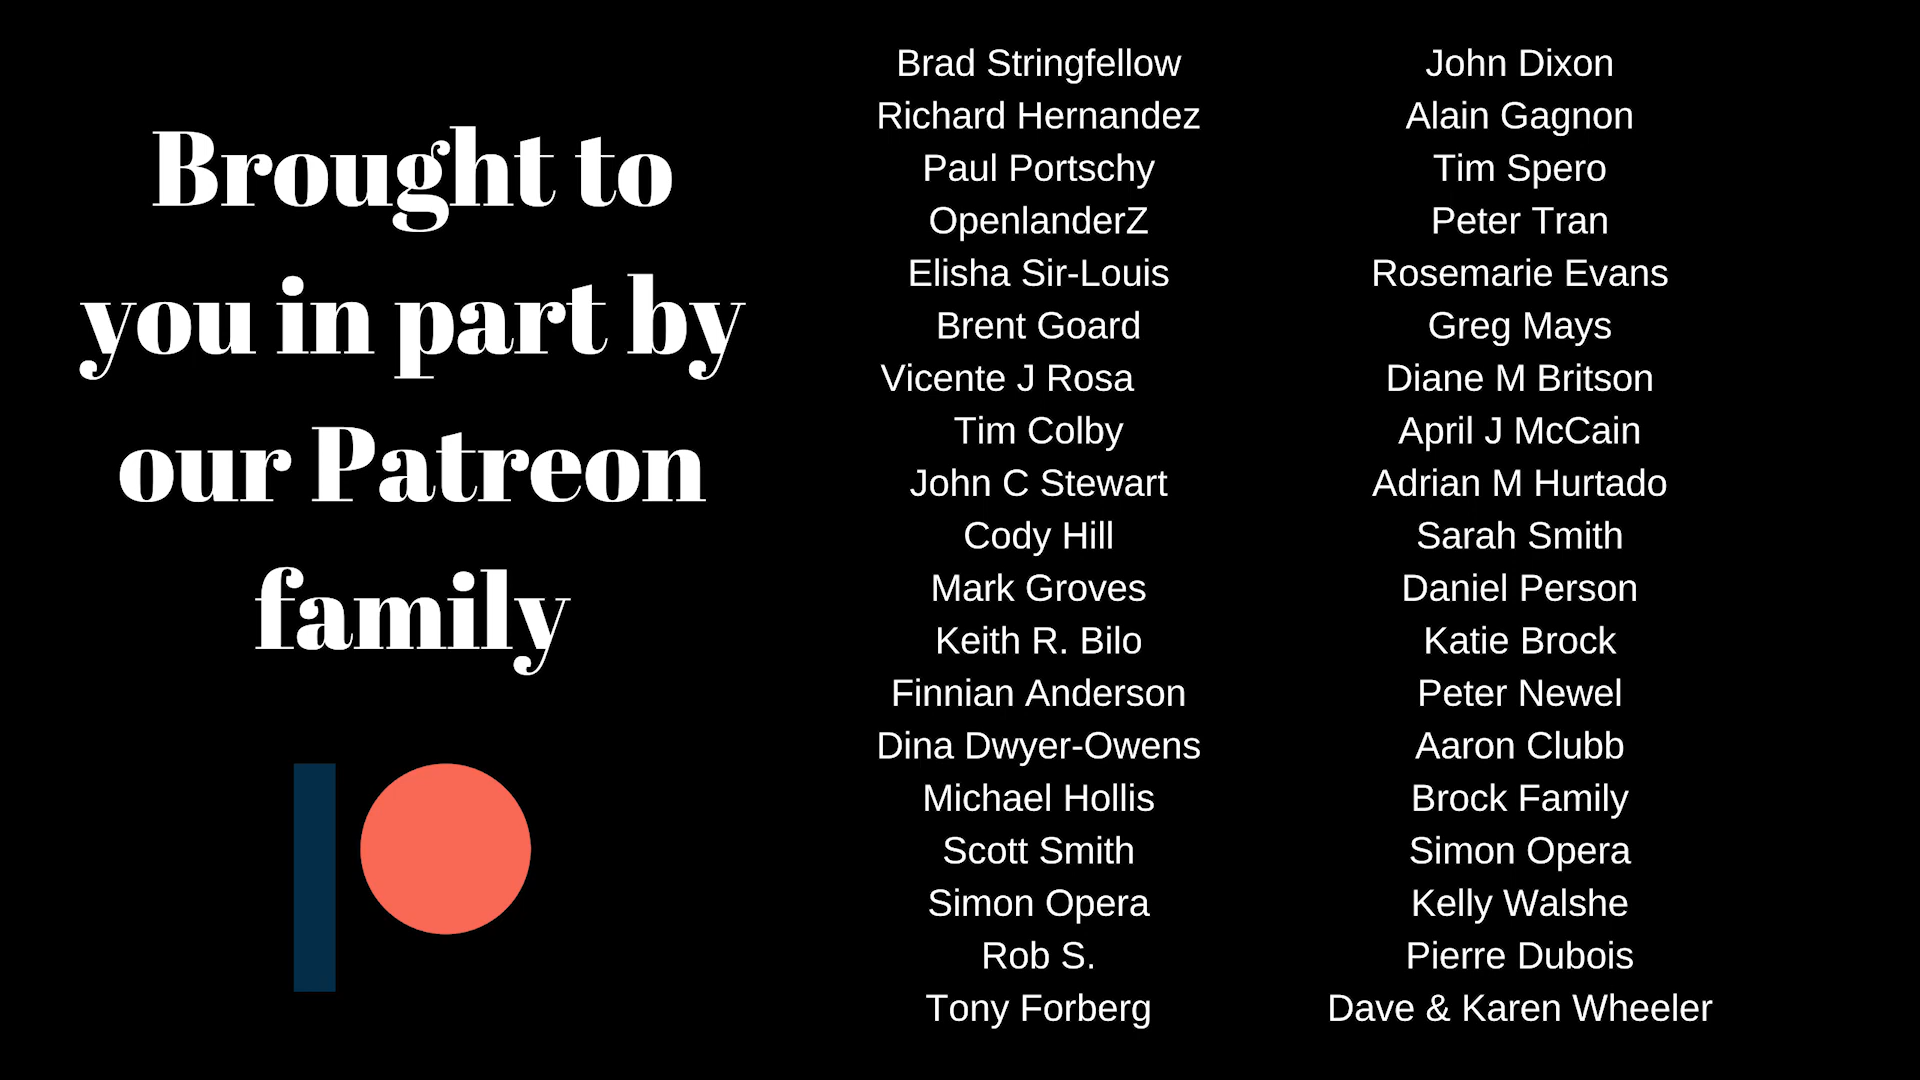 Brought to
you in part by
our Patreon
family
Brad Stringfellow
Richard Hernandez
Paul Portschy
OpenlanderZ
Elisha Sir-Louis
Brent Goard
Vicente J Rosa
Tim Colby
John C Stewart
Cody Hill
Mark Groves
Keith R. Bilo
Finnian Anderson
Dina Dwyer-Owens
Michael Hollis
Scott Smith
Simon Opera
Rob S.
Tony Forberg
John Dixon
Alain Gagnon
Tim Spero
Peter Tran
Rosemarie Evans
Greg Mays
Diane M Britson
April J McCain
Adrian M Hurtado
Sarah Smith
Daniel Person
Katie Brock
Peter Newel
Aaron Clubb
Brock Family
Simon Opera
Kelly Walshe
Pierre Dubois
Dave & Karen Wheeler